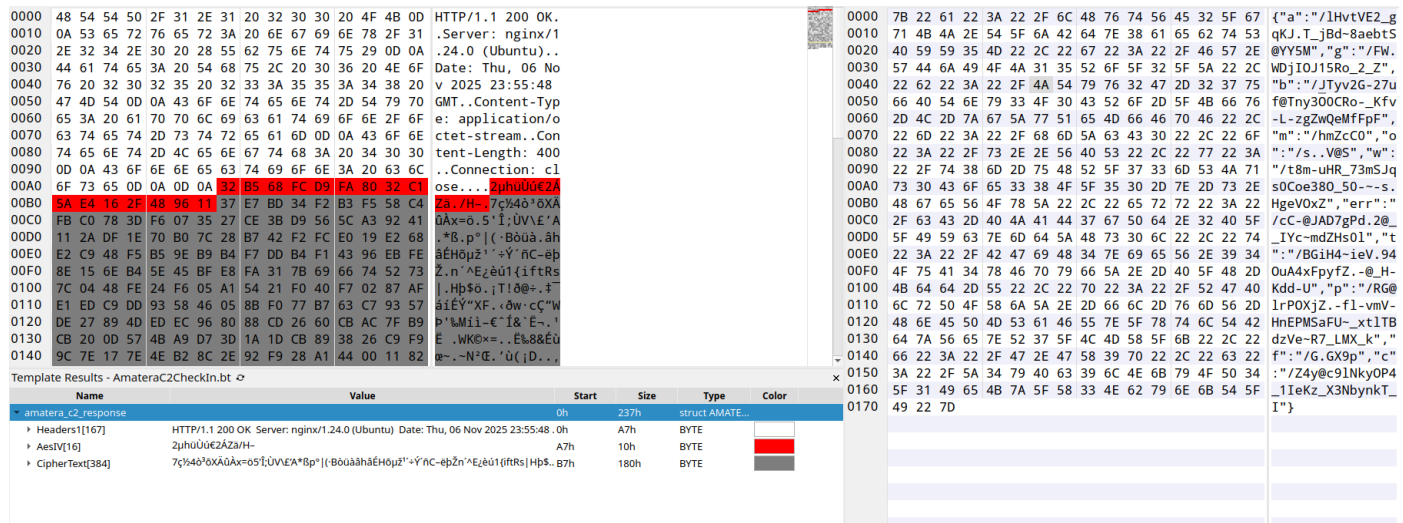 0000 48 54 54 50 2F 31 2E 31 20 32 30 30 20 4F 4B 0D HTTP/1.1 200 OK.
0010 0A 53 65 72 76 65 72 3A 20 6E 67 69 6E 78 2F 31 .Server: nginx/1
0020 2E 32 34 2E 30 20 28 55 62 75 6E 74 75 29 0D 0A .24.0 (Ubuntu)..
0030 44 61 74 65 3A 20 54 68 75 2C 20 30 36 20 4E 6F Date: Thu, 06 No
0040 76 20 32 30 32 35 20 32 33 3A 35 35 3A 34 38 20 v 2025 23:55:48
0050 47 4D 54 0D 0A 43 6F 6E 74 65 6E 74 2D 54 79 70 GMT..Content-Typ
0060 65 3A 20 61 70 70 6C 69 63 61 74 69 6F 6E 2F 6F e: application/o
0070 63 74 65 74 2D 73 74 72 65 61 6D 0D 0A 43 6F 6E ctet-stream..Con
0080 74 65 6E 74 2D 4C 65 6E 67 74 68 3A 20 34 30 30 tent-Length: 400
0090 0D 0A 43 6F 6E 6E 65 63 74 69 6F 6E 3A 20 63 6C ..Connection: cl
00A0 6F 73 65 0D 0A 0D 0A 32 B5 68 FC D9 FA 80 32 C1 ose....2µhüÙú€2Á
00B0 5A E4 16 2F 48 96 11 37 E7 BD 34 F2 B3 F5 58 C4 Zä./H–.7ç½4ò³õXÄ
00C0 FB C0 78 3D F6 07 35 27 CE 3B D9 56 5C A3 92 41 ûÀx=ö.5'Î;ÙV\£’A
00D0 11 2A DF 1E 70 B0 7C 28 B7 42 F2 FC E0 19 E2 68 .*ß.p°|(·Bòüà.âh
00E0 E2 C9 48 F5 B5 9E B9 B4 F7 DD B4 F1 43 96 EB FE âÉHõµž¹´÷Ý´ñC–ëþ
00F0 8E 15 6E B4 5E 45 BF E8 FA 31 7B 69 66 74 52 73 Ž.n´^E¿èú1{iftRs
0100 7C 04 48 FE 24 F6 05 A1 54 21 F0 40 F7 02 87 AF |.Hþ$ö.¡T!ð@÷.‡¯
0110 E1 ED C9 DD 93 58 46 05 8B F0 77 B7 63 C7 93 57 áíÉÝ“XF.‹ðw·cÇ“W
0120 DE 27 89 4D ED EC 96 80 88 CD 26 60 CB AC 7F B9 Þ'‰Míì–€ˆÍ&`Ë¬.¹
0130 CB 20 0D 57 4B A9 D7 3D 1A 1D CB 89 38 26 C9 F9 Ë .WK©×=..Ë‰8&Éù
0140 9C 7E 17 7E 4E B2 8C 2E 92 F9 28 A1 44 00 11 82 œ~.~N²Œ.’ù(¡D..‚
Template Results - AmateraC2CheckIn.bt
Name Value Start Size Type Color
amatera_c2_response 0h 237h struct AMATE...
Headers1[167] HTTP/1.1 200 OK Server: nginx/1.24.0 (Ubuntu) Date: Thu, 06 Nov 2025 23:55:48 .. 0h A7h BYTE
AesIV[16] 2µhüÙú€2ÁZä/H– A7h 10h BYTE
CipherText[384] 7ç½4ò³õXÄûÀx=ö5'Î;ÙV\£’A*ßp°|(·BòüàâhâÉHõµž¹´÷Ý´ñC–ëþŽn´^E¿èú1{iftRs|Hþ$.. B7h 180h BYTE
0000 7B 22 61 22 3A 22 2F 6C 48 76 74 56 45 32 5F 67 {"a":"/lHvtVE2_g
0010 71 4B 4A 2E 54 5F 6A 42 64 7E 38 61 65 62 74 53 qKJ.T_jBd~8aebtS
0020 40 59 59 35 4D 22 2C 22 67 22 3A 22 2F 46 57 2E @YY5M","g":"/FW.
0030 57 44 6A 49 4F 4A 31 35 52 6F 5F 32 5F 5A 22 2C WDjIOJ15Ro_2_Z",
0040 22 62 22 3A 22 2F 4A 54 79 76 32 47 2D 32 37 75 "b":"/JTyv2G-27u
0050 66 40 54 6E 79 33 4F 30 43 52 6F 2D 5F 4B 66 76 f@Tny3O0CRo-_Kfv
0060 2D 4C 2D 7A 67 5A 77 51 65 4D 66 46 70 46 22 2C -L-zgZwQeMfFpF",
0070 22 6D 22 3A 22 2F 68 6D 5A 63 43 30 22 2C 22 6F "m":"/hmZcC0","o
0080 22 3A 22 2F 73 2E 2E 56 40 53 22 2C 22 77 22 3A ":"/s..V@S","w":
0090 22 2F 74 38 6D 2D 75 48 52 5F 37 33 6D 53 4A 71 "/t8m-uHR_73mSJq
00A0 73 30 43 6F 65 33 38 4F 5F 35 30 2D 7E 2D 73 2E s0Coe38O_50-~-s.
00B0 48 67 65 56 4F 78 5A 22 2C 22 65 72 72 22 3A 22 HgeVOxZ","err":"
00C0 2F 63 43 2D 40 4A 41 44 37 67 50 64 2E 32 40 5F /cC-@JAD7gPd.2@_
00D0 5F 49 59 63 7E 6D 64 5A 48 73 30 6C 22 2C 22 74 _IYc~mdZHs0l","t
00E0 22 3A 22 2F 42 47 69 48 34 7E 69 65 56 2E 39 34 ":"/BGiH4~ieV.94
00F0 4F 75 41 34 78 46 70 79 66 5A 2E 2D 40 5F 48 2D OuA4xFpyfZ.-@_H-
0100 4B 64 64 2D 55 22 2C 22 70 22 3A 22 2F 52 47 40 Kdd-U","p":"/RG@
0110 6C 72 50 4F 58 6A 5A 2E 2D 66 6C 2D 76 6D 56 2D lrPOXjZ.-fl-vmV-
0120 48 6E 45 50 4D 53 61 46 55 7E 5F 78 74 6C 54 42 HnEPMSaFU~_xtlTB
0130 64 7A 56 65 7E 52 37 5F 4C 4D 58 5F 6B 22 2C 22 dzVe~R7_LMX_k","
0140 66 22 3A 22 2F 47 2E 47 58 39 70 22 2C 22 63 22 f":"/G.GX9p","c"
0150 3A 22 2F 5A 34 79 40 63 39 6C 4E 6B 79 4F 50 34 :"/Z4y@c9lNkyOP4
0160 5F 31 49 65 4B 7A 5F 58 33 4E 62 79 6E 6B 54 5F _1IeKz_X3NbynkT_
0170 49 22 7D I"}